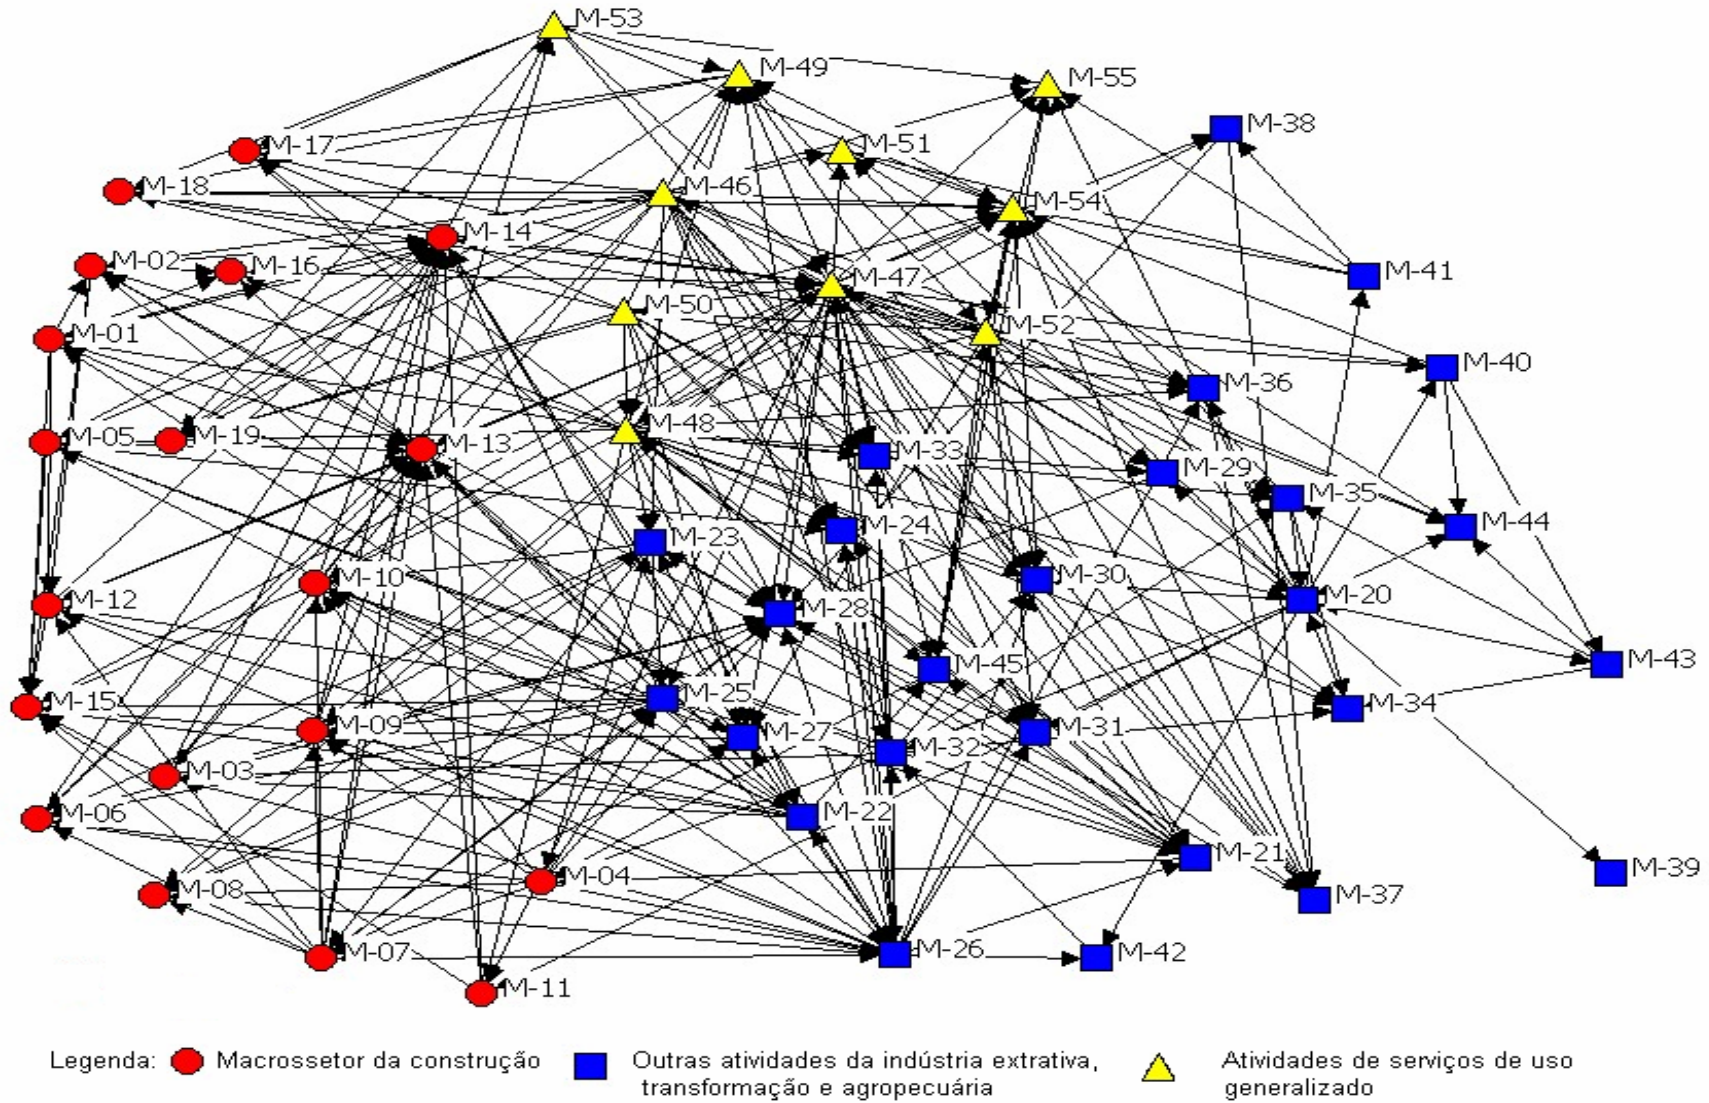 M-53
M-49
M-55
M-38
M-17
M-51
M-18
M-46
M-54
M-14
M-02
M-16
M-47
M-41
M-50
M-01
M-52
M-40
M-36
M-05
M-19
M-13
M-48
M-33
M-29
M-35
M-44
M-23
M-24
M-12
M-10
M-28
M-30
M-20
M-15
M-25
M-45
M-43
M-09
M-27
M-32
M-31
M-34
M-03
M-06
M-22
M-08
M-04
M-21
M-37
M-39
M-07
M-26
M-42
M-11
Legenda: Macrossetor da construção
Outras atividades da indústria extrativa,
transformação e agropecuária
Atividades de serviços de uso
generalizado